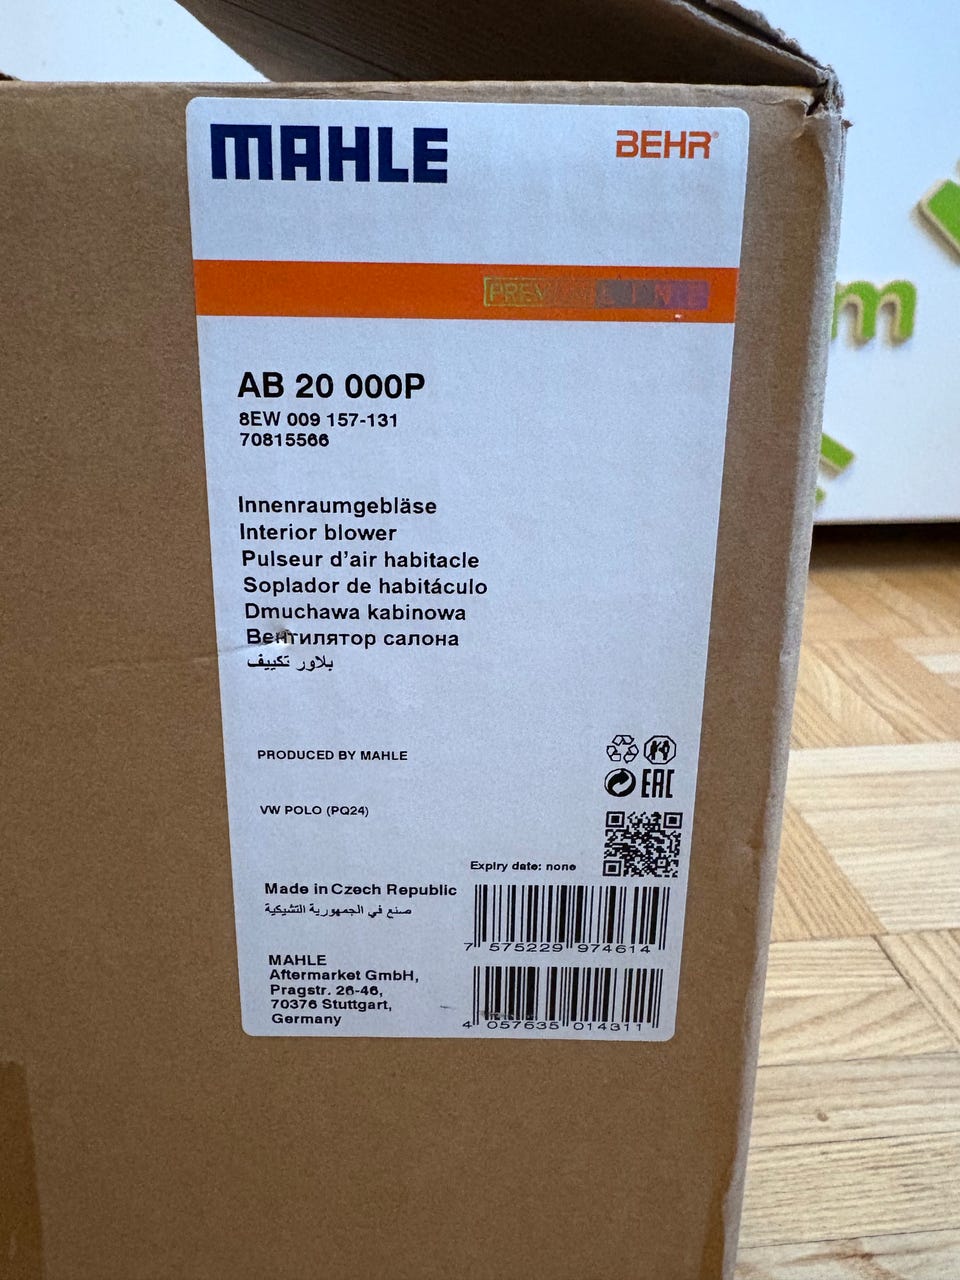 MAHLE
BEHR®
PREMIUM LINE
AB 20 000P
8EW 009 157-131
70815566
Innenraumgebläse
Interior blower
Pulseur d'air habitacle
Soplador de habitáculo
Dmuchawa kabinowa
Вентилятор салона
بلاور تكييف
PRODUCED BY MAHLE
EAC
VW POLO (PQ24)
Expiry date: none
Made in Czech Republic
صنع في الجمهورية التشيكية
7 575229 974614
MAHLE
Aftermarket GmbH,
Pragstr. 26-46,
70376 Stuttgart,
Germany
4 057635 014311
m